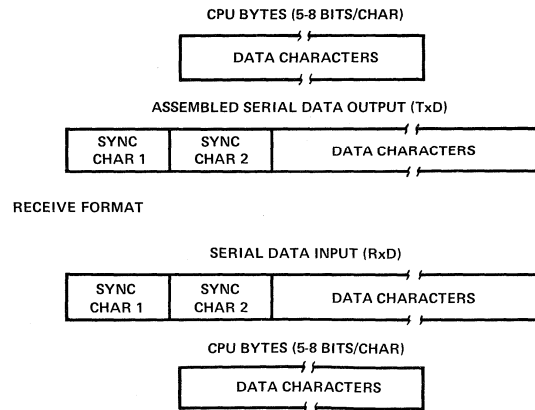 CPU BYTES (5-8 BITS/CHAR)
DATA CHARACTERS
ASSEMBLED SERIAL DATA OUTPUT (TxD)
SYNC CHAR 1
SYNC CHAR 2
DATA CHARACTERS
RECEIVE FORMAT
SERIAL DATA INPUT (RxD)
SYNC CHAR 1
SYNC CHAR 2
DATA CHARACTERS
CPU BYTES (5-8 BITS/CHAR)
DATA CHARACTERS